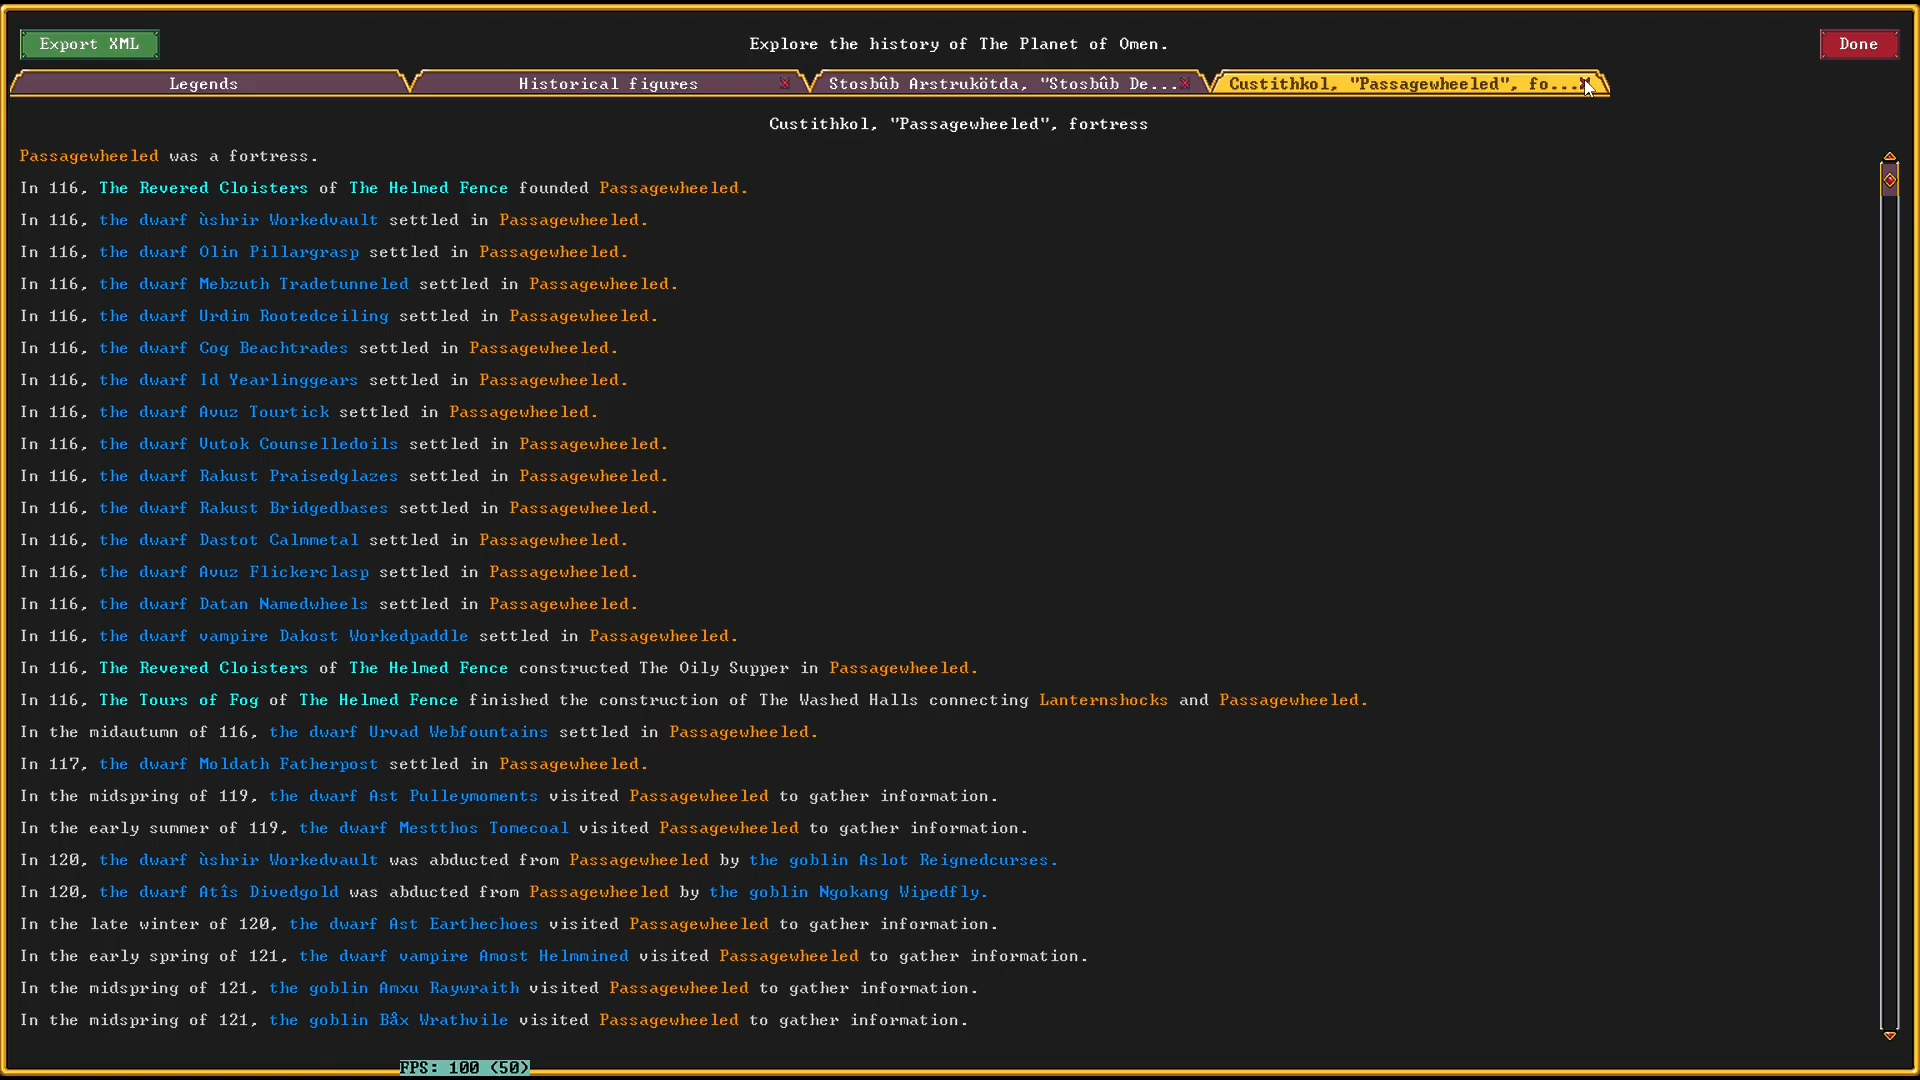 Export XML
Explore the history of The Planet of Omen.
Done
Legends
Historical figures
Stosbûb Arstrukötda, "Stosbûb De...
Custithkol, "Passagewheeled", fo...
Custithkol, "Passagewheeled", fortress
Passagewheeled was a fortress.
In 116, The Revered Cloisters of The Helmed Fence founded Passagewheeled.
In 116, the dwarf ùshrir Workedvault settled in Passagewheeled.
In 116, the dwarf Olin Pillargrasp settled in Passagewheeled.
In 116, the dwarf Mebzuth Tradetunneled settled in Passagewheeled.
In 116, the dwarf Urdim Rootedceiling settled in Passagewheeled.
In 116, the dwarf Cog Beachtrades settled in Passagewheeled.
In 116, the dwarf Id Yearlinggears settled in Passagewheeled.
In 116, the dwarf Avuz Tourtick settled in Passagewheeled.
In 116, the dwarf Vutok Counselledoils settled in Passagewheeled.
In 116, the dwarf Rakust Praisedglazes settled in Passagewheeled.
In 116, the dwarf Rakust Bridgedbases settled in Passagewheeled.
In 116, the dwarf Dastot Calmmetal settled in Passagewheeled.
In 116, the dwarf Avuz Flickerclasp settled in Passagewheeled.
In 116, the dwarf Datan Namedwheels settled in Passagewheeled.
In 116, the dwarf vampire Dakost Workedpaddle settled in Passagewheeled.
In 116, The Revered Cloisters of The Helmed Fence constructed The Oily Supper in Passagewheeled.
In 116, The Tours of Fog of The Helmed Fence finished the construction of The Washed Halls connecting Lanternshocks and Passagewheeled.
In the midautumn of 116, the dwarf Urvad Webfountains settled in Passagewheeled.
In 117, the dwarf Moldath Fatherpost settled in Passagewheeled.
In the midspring of 119, the dwarf Ast Pulleymoments visited Passagewheeled to gather information.
In the early summer of 119, the dwarf Mestthos Tomecoal visited Passagewheeled to gather information.
In 120, the dwarf ùshrir Workedvault was abducted from Passagewheeled by the goblin Aslot Reignedcurses.
In 120, the dwarf Atîs Divedgold was abducted from Passagewheeled by the goblin Ngokang Wipedfly.
In the late winter of 120, the dwarf Ast Earthechoes visited Passagewheeled to gather information.
In the early spring of 121, the dwarf vampire Amost Helmmined visited Passagewheeled to gather information.
In the midspring of 121, the goblin Amxu Raywraith visited Passagewheeled to gather information.
In the midspring of 121, the goblin Båx Wrathvile visited Passagewheeled to gather information.
FPS: 100 (50)